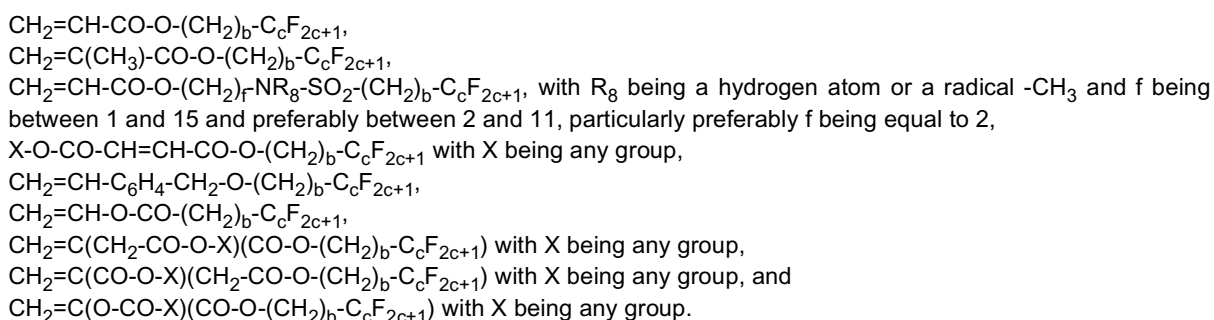 CH₂=CH-CO-O-(CH₂)b-CcF₂c₊₁,
CH₂=C(CH₃)-CO-O-(CH₂)b-CcF₂c₊₁,
CH₂=CH-CO-O-(CH₂)f-NR₈-SO₂-(CH₂)b-CcF₂c₊₁, with R₈ being a hydrogen atom or a radical -CH₃ and f being
between 1 and 15 and preferably between 2 and 11, particularly preferably f being equal to 2,
X-O-CO-CH=CH-CO-O-(CH₂)b-CcF₂c₊₁ with X being any group,
CH₂=CH-C₆H₄-CH₂-O-(CH₂)b-CcF₂c₊₁,
CH₂=CH-O-CO-(CH₂)b-CcF₂c₊₁,
CH₂=C(CH₂-CO-O-X)(CO-O-(CH₂)b-CcF₂c₊₁) with X being any group,
CH₂=C(CO-O-X)(CH₂-CO-O-(CH₂)b-CcF₂c₊₁) with X being any group, and
CH₂=C(O-CO-X)(CO-O-(CH₂)b-CcF₂c₊₁) with X being any group.